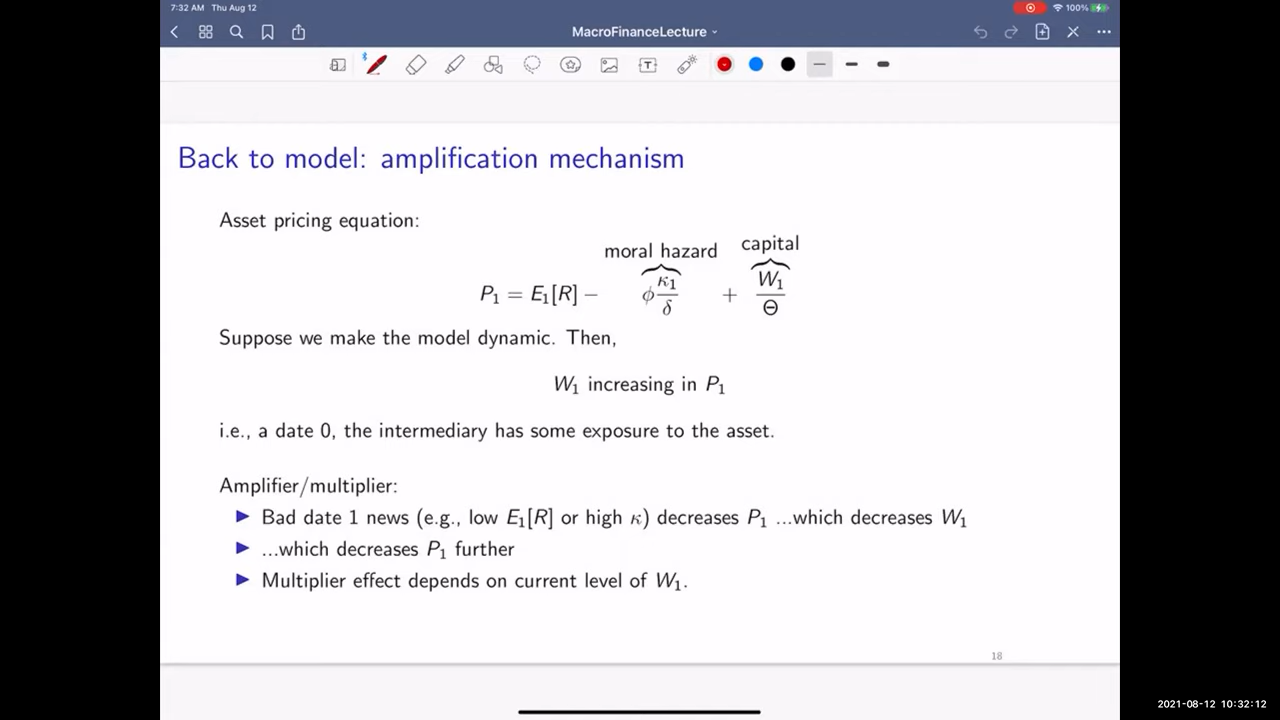 7:32 AM Thu Aug 12
100%
MacroFinanceLecture
T
Back to model: amplification mechanism
Asset pricing equation:
moral hazard capital
P₁ = E₁[R] − ϕ κ₁/δ + W₁/Θ
Suppose we make the model dynamic. Then,
W₁ increasing in P₁
i.e., a date 0, the intermediary has some exposure to the asset.
Amplifier/multiplier:
▶ Bad date 1 news (e.g., low E₁[R] or high κ) decreases P₁ ...which decreases W₁
▶ ...which decreases P₁ further
▶ Multiplier effect depends on current level of W₁.
18
2021-08-12 10:32:12